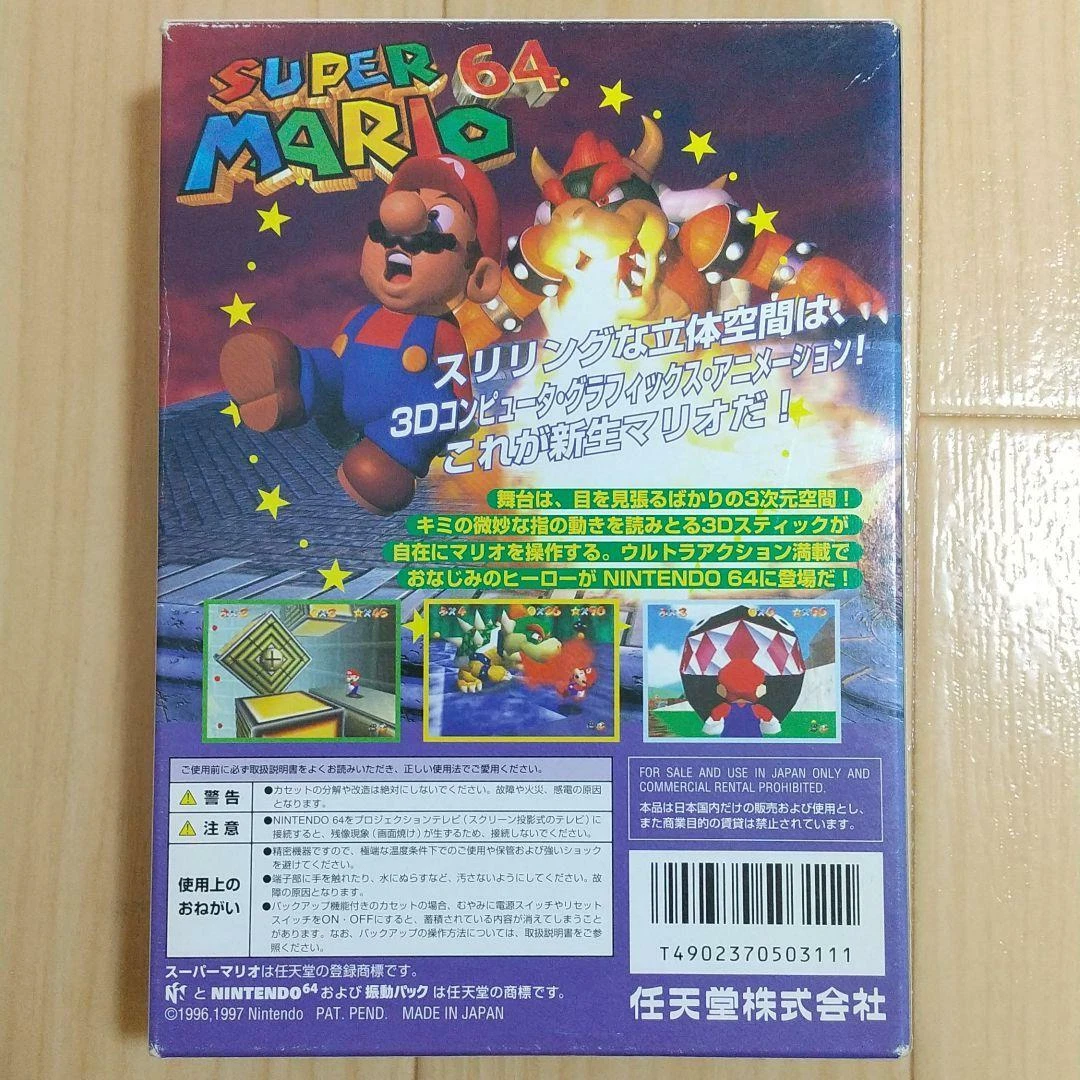 SUPER MARIO 64
スリリングな立体空間は、
3Dコンピュータ・グラフィックス・アニメーション!
これが新生マリオだ!
舞台は、目を見張るばかりの3次元空間!
キミの微妙な指の動きを読みとる3Dスティックが
自在にマリオを操作する。ウルトラアクション満載で
おなじみのヒーローが NINTENDO 64に登場だ!
ご使用前に必ず取扱説明書をよくお読みいただき、正しい使用法でご愛用ください。
警告
●カセットの分解や改造は絶対にしないでください。故障や火災、感電の原因
となります。
注意
●NINTENDO 64をプロジェクションテレビ(スクリーン投影式のテレビ)に
接続すると、残像現象(画面焼け)が生ずるため、接続しないでください。
使用上の
おねがい
●精密機器ですので、極端な温度条件下でのご使用や保管および強いショック
を避けてください。
●端子部に手を触れたり、水にぬらすなど、汚さないようにしてください。故
障の原因となります。
●バックアップ機能付きのカセットの場合、むやみに電源スイッチやリセット
スイッチをON・OFFにすると、蓄積されている内容が消えてしまうこと
があります。なお、バックアップの操作方法については、取扱説明書をご参
照ください。
スーパーマリオは任天堂の登録商標です。
と NINTENDO64 および 振動パック は任天堂の商標です。
©1996,1997 Nintendo PAT. PEND. MADE IN JAPAN
FOR SALE AND USE IN JAPAN ONLY AND
COMMERCIAL RENTAL PROHIBITED.
本品は日本国内だけの販売および使用とし、
また商業目的の賃貸は禁止されています。
T4902370503111
任天堂株式会社